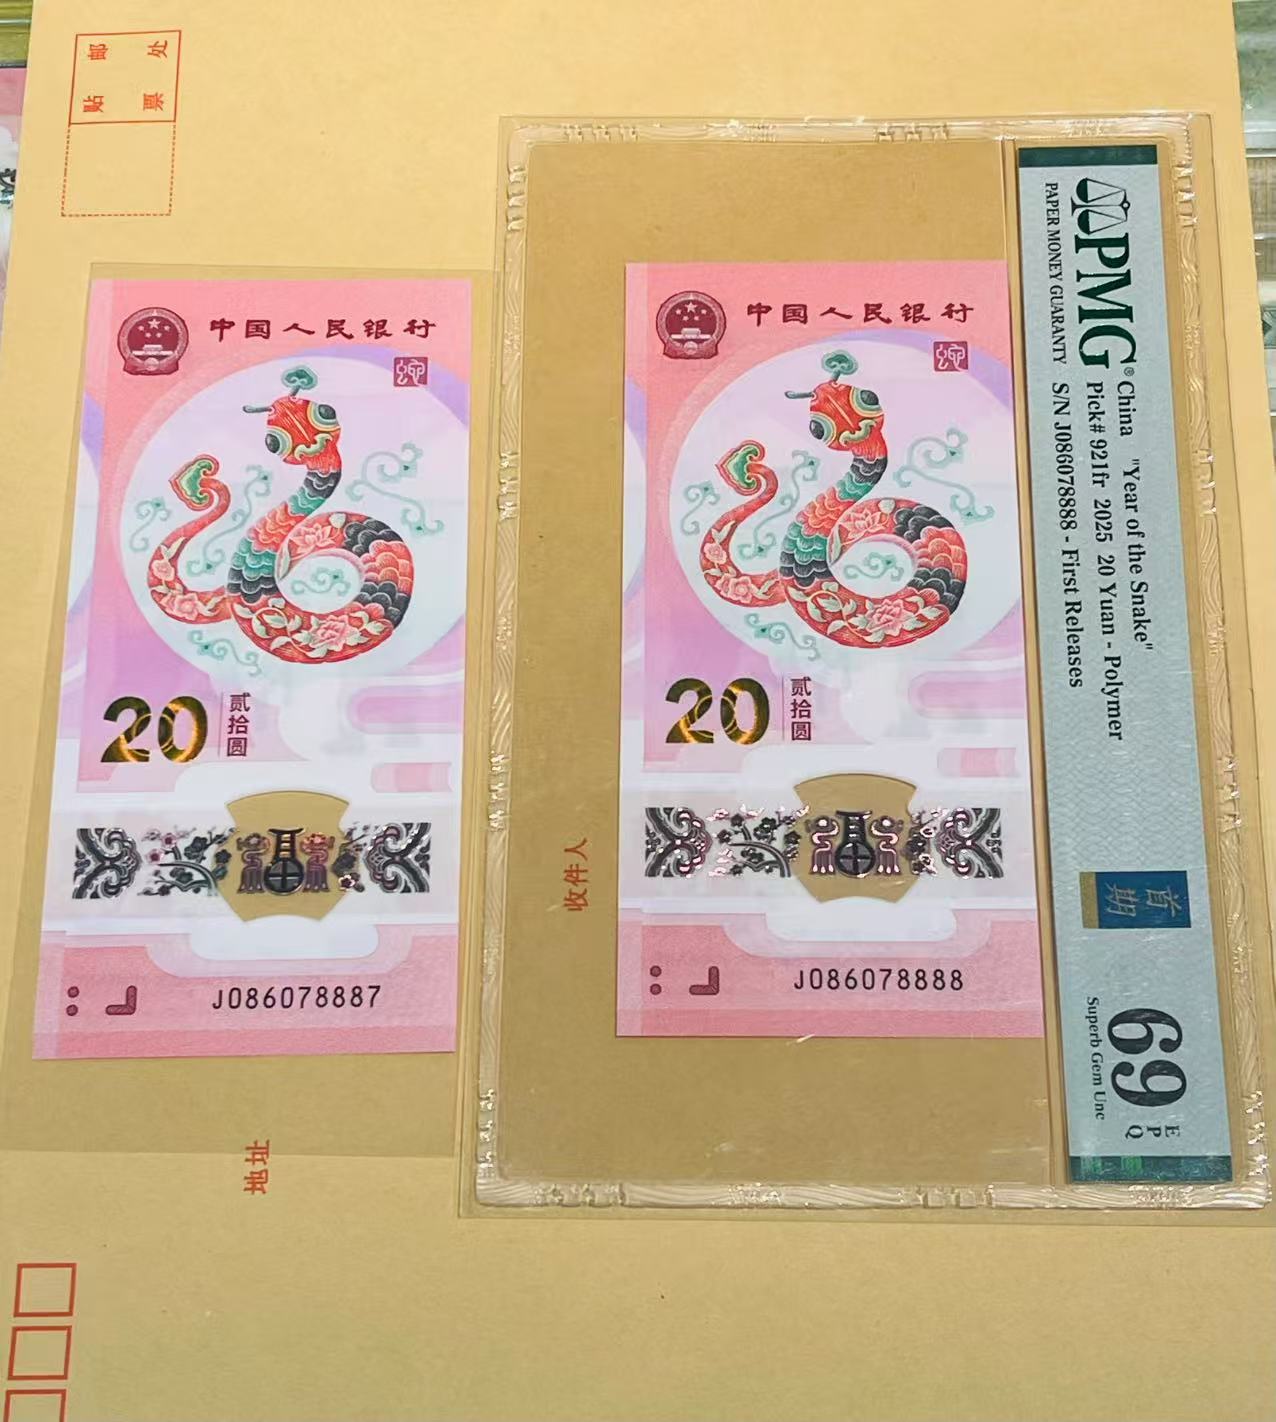 贴邮
票处
中国人民银行
蛇
20
贰拾圆
J086078887
中国人民银行
蛇
20
贰拾圆
J086078888
PMG®
PAPER MONEY GUARANTY
China "Year of the Snake"
Pick# 921fr 2025 20 Yuan - Polymer
S/N J086078888 - First Releases
首期
69 EPQ
Superb Gem Unc
收件人
地址